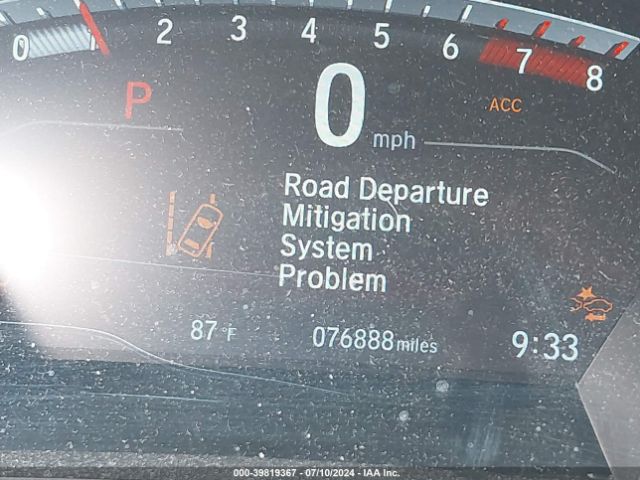 0 2 3 4 5 6 7 8
P
0 mph
ACC
Road Departure
Mitigation
System
Problem
87°F 076888 miles 9:33
000-39819367 - 07/10/2024 - IAA Inc.